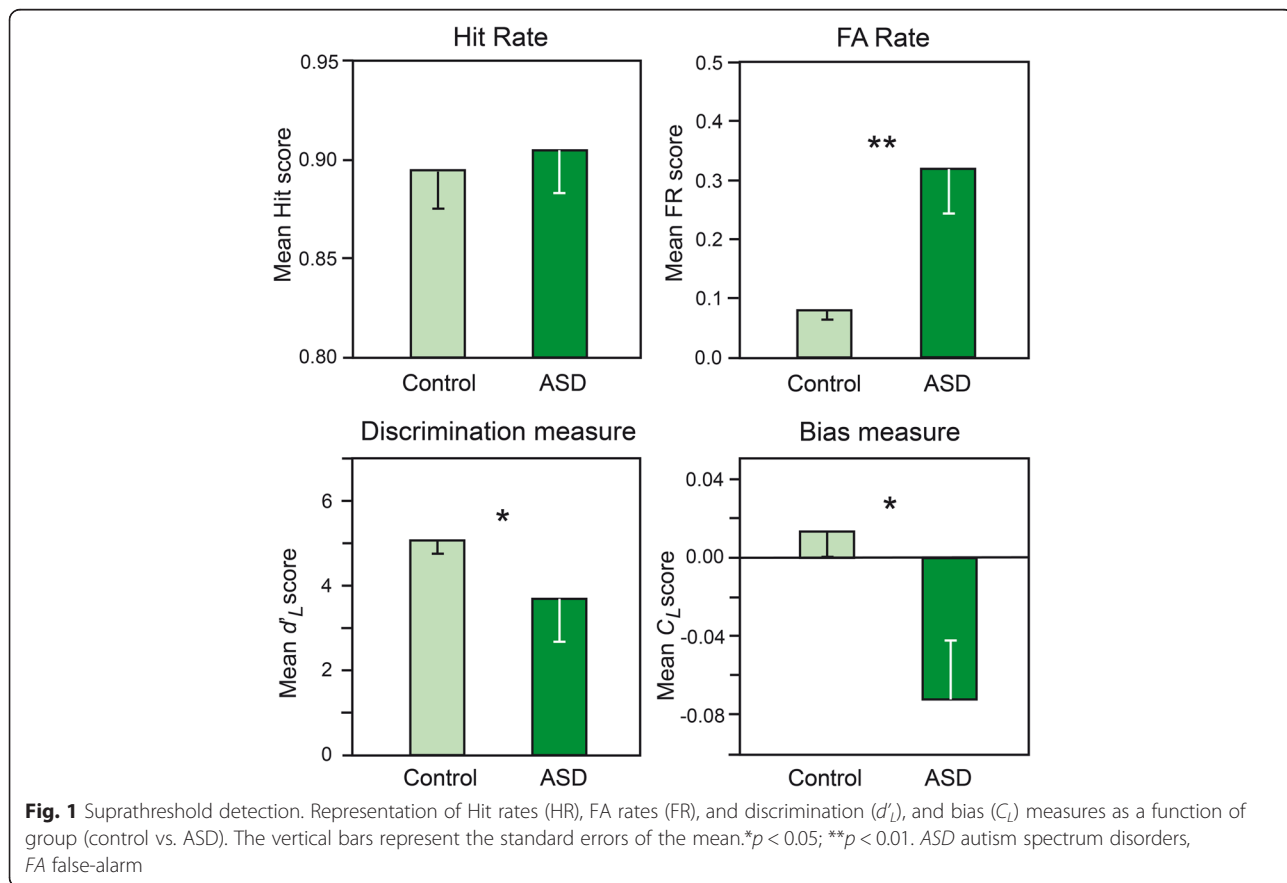 Hit Rate
0.95
0.90
0.85
0.80
Mean Hit score
Control ASD
FA Rate
0.5
0.4
0.3
0.2
0.1
0.0
Mean FR score
**
Control ASD
Discrimination measure
6
4
2
0
Mean d'L score
*
Control ASD
Bias measure
0.04
0.00
-0.04
-0.08
Mean CL score
*
Control ASD
Fig. 1 Suprathreshold detection. Representation of Hit rates (HR), FA rates (FR), and discrimination (d'L), and bias (CL) measures as a function of
group (control vs. ASD). The vertical bars represent the standard errors of the mean.*p < 0.05; **p < 0.01. ASD autism spectrum disorders,
FA false-alarm